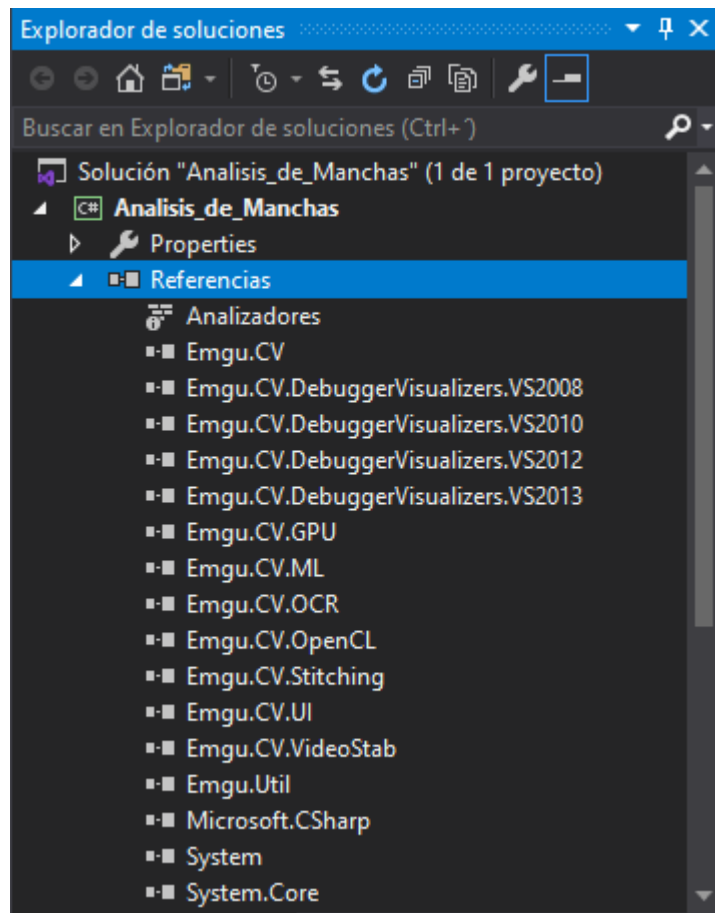 Explorador de soluciones
Buscar en Explorador de soluciones (Ctrl+´)
Solución "Analisis_de_Manchas" (1 de 1 proyecto)
C# Analisis_de_Manchas
Properties
Referencias
Analizadores
Emgu.CV
Emgu.CV.DebuggerVisualizers.VS2008
Emgu.CV.DebuggerVisualizers.VS2010
Emgu.CV.DebuggerVisualizers.VS2012
Emgu.CV.DebuggerVisualizers.VS2013
Emgu.CV.GPU
Emgu.CV.ML
Emgu.CV.OCR
Emgu.CV.OpenCL
Emgu.CV.Stitching
Emgu.CV.UI
Emgu.CV.VideoStab
Emgu.Util
Microsoft.CSharp
System
System.Core